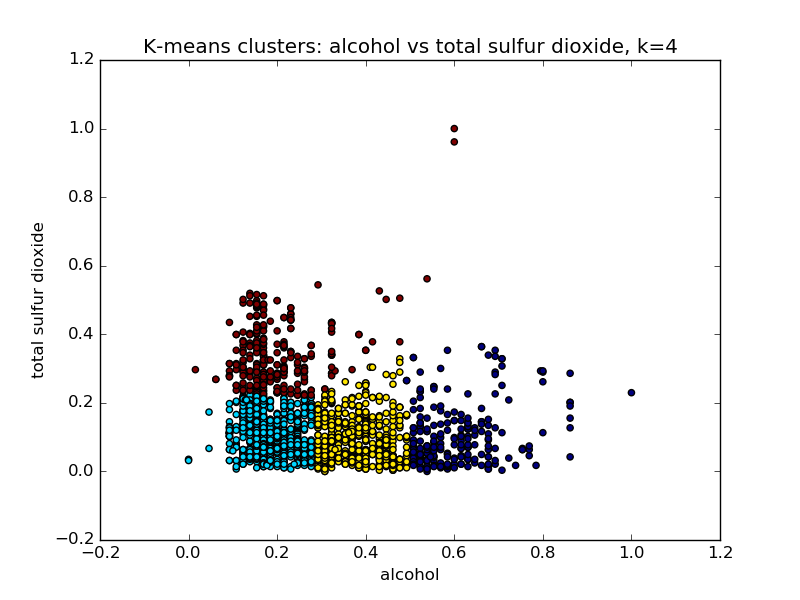 K-means clusters: alcohol vs total sulfur dioxide, k=4
1.2
1.0
0.8
0.6
0.4
0.2
0.0
−0.2
total sulfur dioxide
−0.2 0.0 0.2 0.4 0.6 0.8 1.0 1.2
alcohol